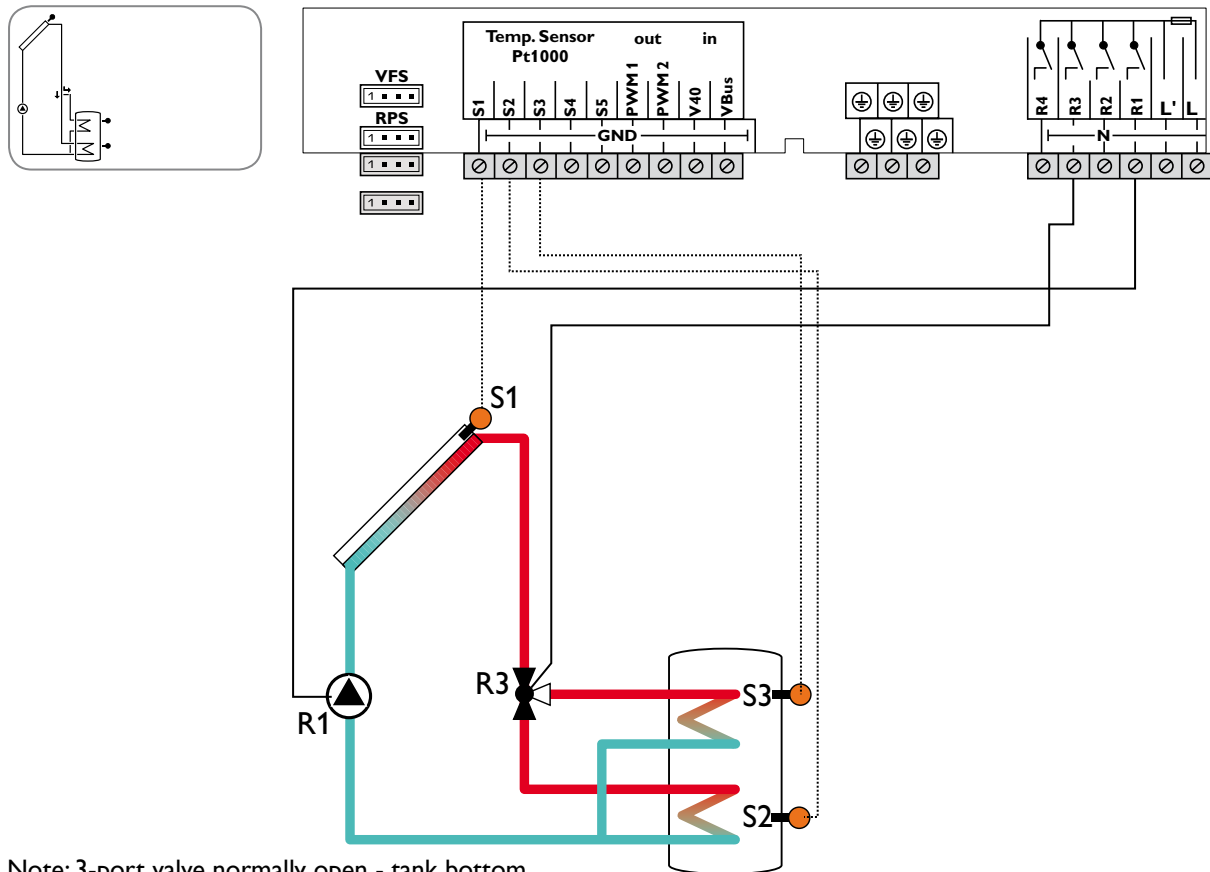 Temp. Sensor
Pt1000
out
in
VFS
1
RPS
1
1
1
S1
S2
S3
S4
S5
PWM 1
PWM 2
V40
VBus
GND
R4
R3
R2
R1
L'
L
N
S1
R3
R1
S3
S2
Note: 3-port valve normally open - tank bottom